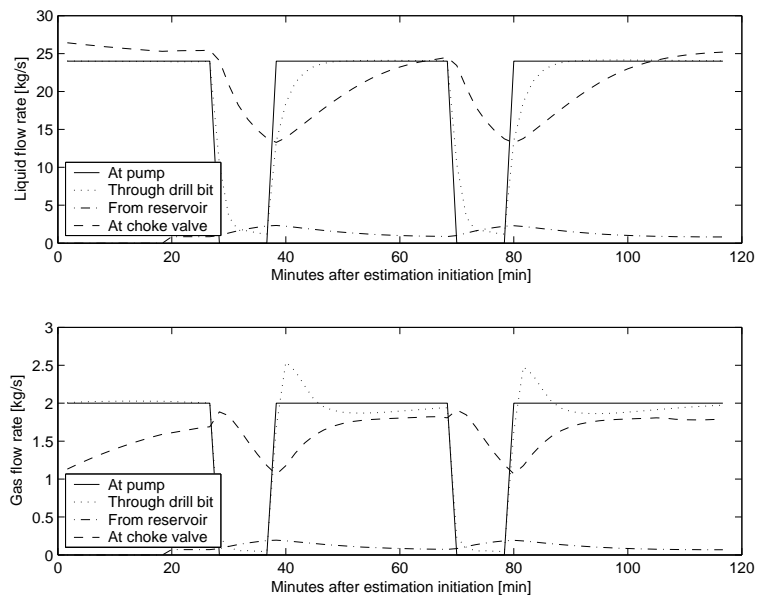 30
25
20
15
10
5
0
Liquid flow rate [kg/s]
At pump
Through drill bit
From reservoir
At choke valve
0 20 40 60 80 100 120
Minutes after estimation initiation [min]
3
2.5
2
1.5
1
0.5
0
Gas flow rate [kg/s]
At pump
Through drill bit
From reservoir
At choke valve
0 20 40 60 80 100 120
Minutes after estimation initiation [min]